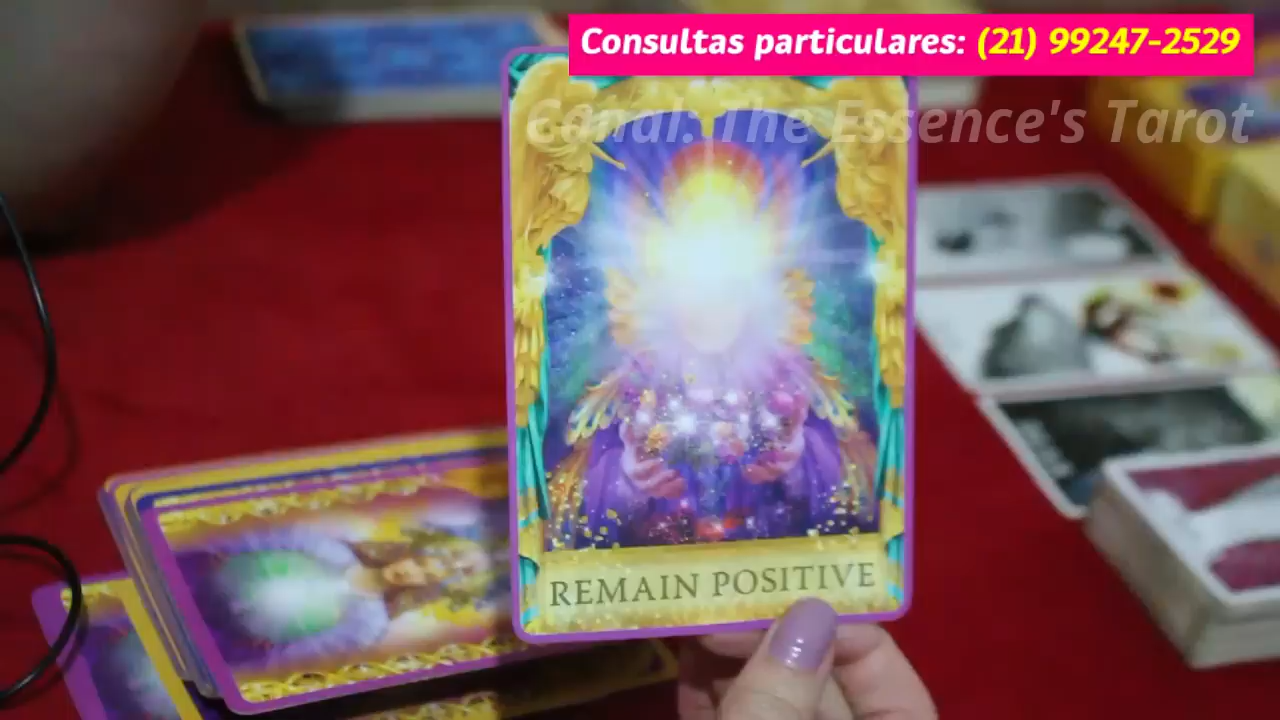 Consultas particulares: (21) 99247-2529
Canal: The Essence's Tarot
REMAIN POSITIVE